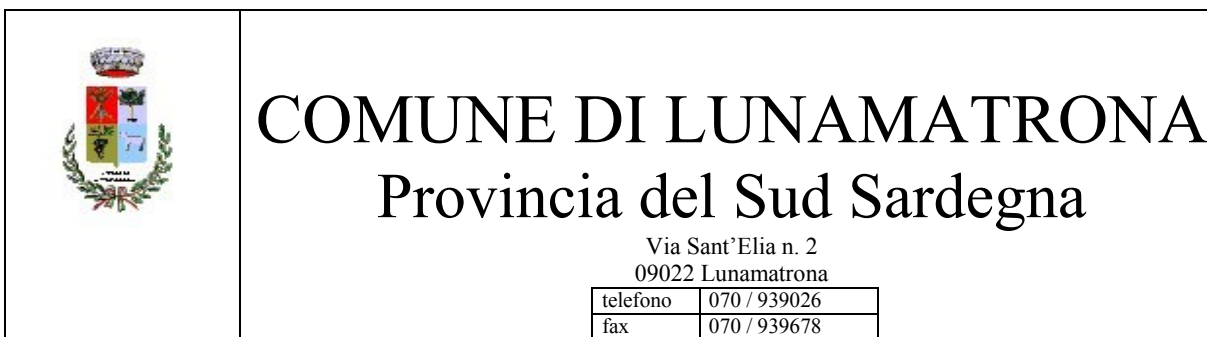 COMUNE DI LUNAMATRONA
Provincia del Sud Sardegna
Via Sant’Elia n. 2
09022 Lunamatrona
telefono 070 / 939026
fax 070 / 939678